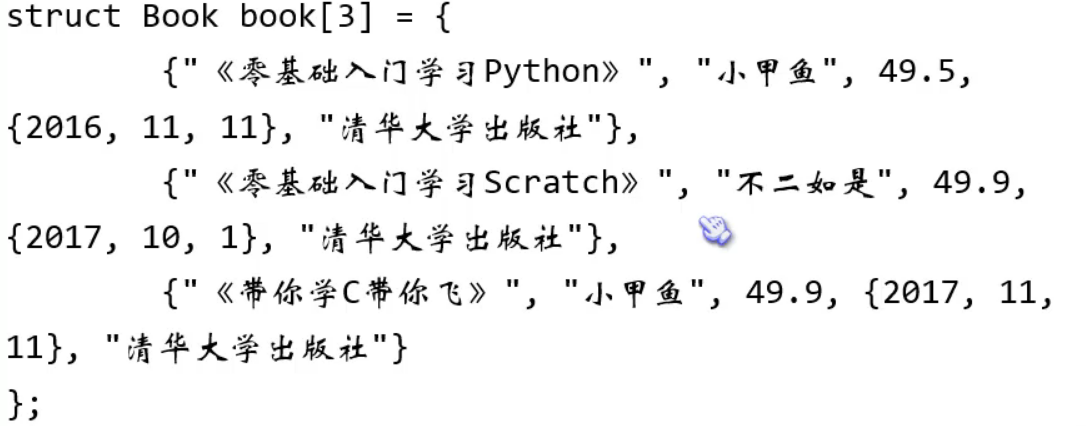 struct Book book[3] = {
{"《零基础入门学习Python》", "小甲鱼", 49.5,
{2016, 11, 11}, "清华大学出版社"},
{"《零基础入门学习Scratch》", "不二如是", 49.9,
{2017, 10, 1}, "清华大学出版社"},
{"《带你学C带你飞》", "小甲鱼", 49.9, {2017, 11,
11}, "清华大学出版社"}
};